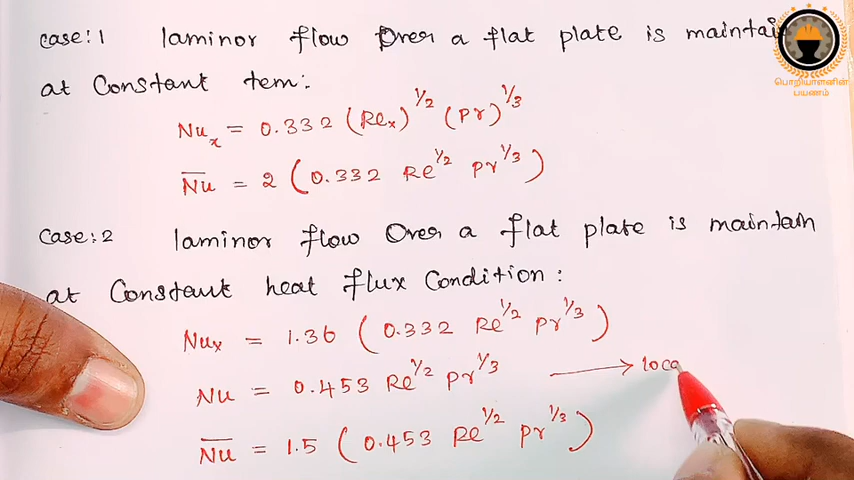 Case:1 laminor flow Over a flat plate is maintain
at Constant tem:
Nuₓ = 0.332 (Reₓ)^1/2 (Pr)^1/3
N̅u̅ = 2 (0.332 Re^1/2 Pr^1/3)
Case:2 laminor flow Over a flat plate is maintain
at Constant heat flux Condition:
Nuₓ = 1.36 (0.332 Re^1/2 Pr^1/3)
Nu = 0.453 Re^1/2 Pr^1/3 → loca
N̅u̅ = 1.5 (0.453 Re^1/2 Pr^1/3)
பொறியாளனின்
பயணம்